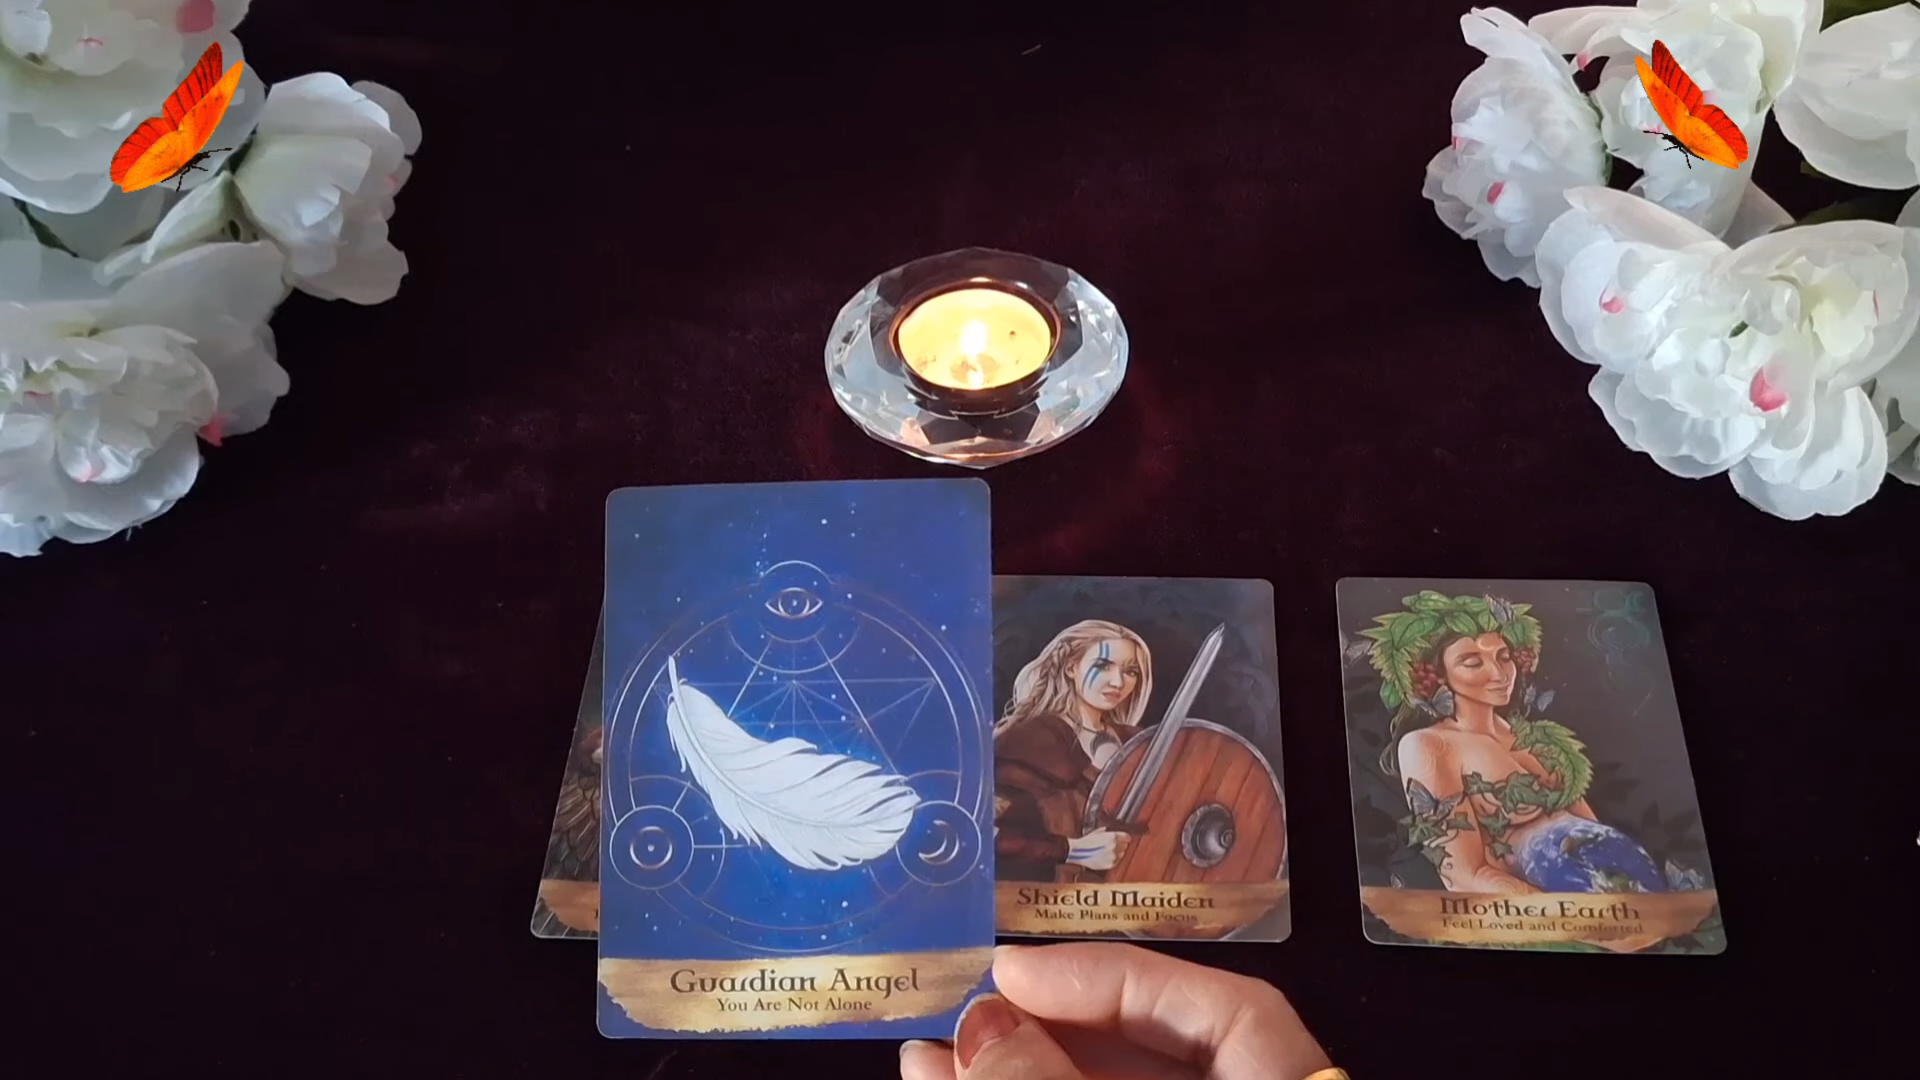 Guardian Angel
You Are Not Alone
Shield Maiden
Make Plans and Focus
Mother Earth
Feel Loved and Comforted